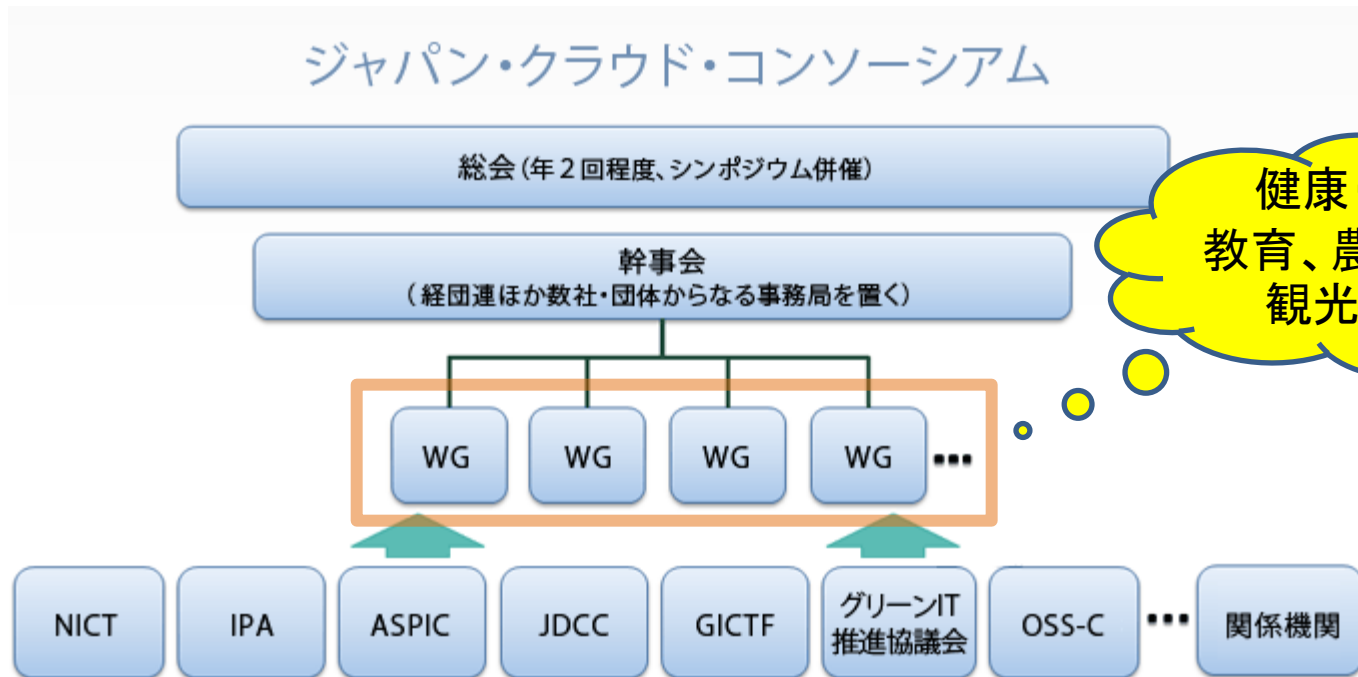 ジャパン・クラウド・コンソーシアム
総会（年２回程度、シンポジウム併催）
健康
教育、農
観光
幹事会
（経団連ほか数社・団体からなる事務局を置く）
WG
WG
WG
WG
…
NICT
IPA
ASPIC
JDCC
GICTF
グリーンIT
推進協議会
OSS-C
…
関係機関